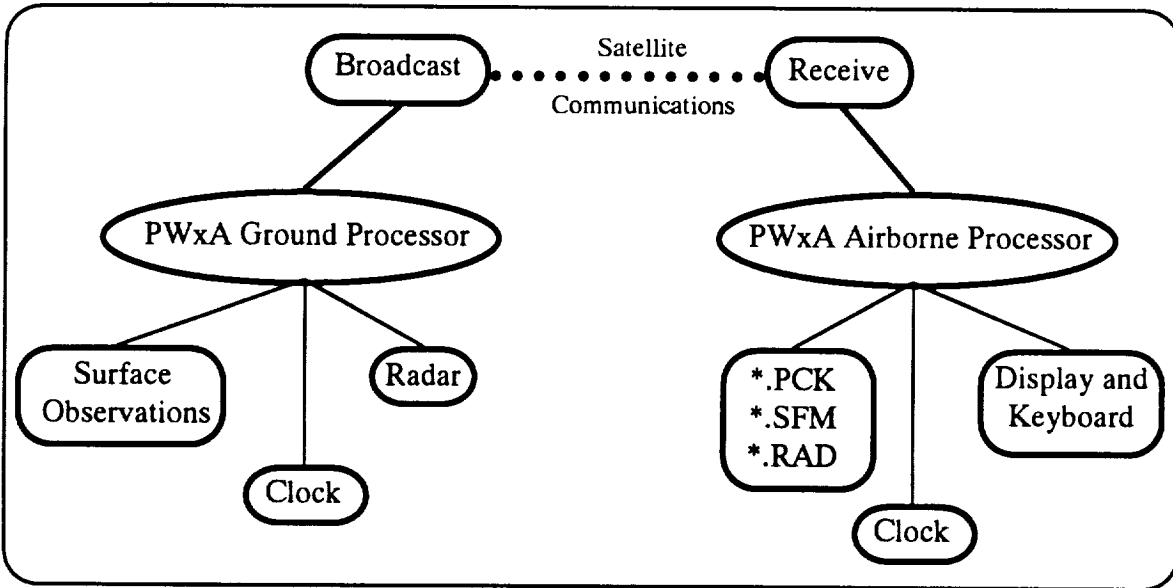 Broadcast
Satellite
Communications
Receive
PWxA Ground Processor
PWxA Airborne Processor
Surface
Observations
Radar
Clock
*.PCK
*.SFM
*.RAD
Display and
Keyboard
Clock